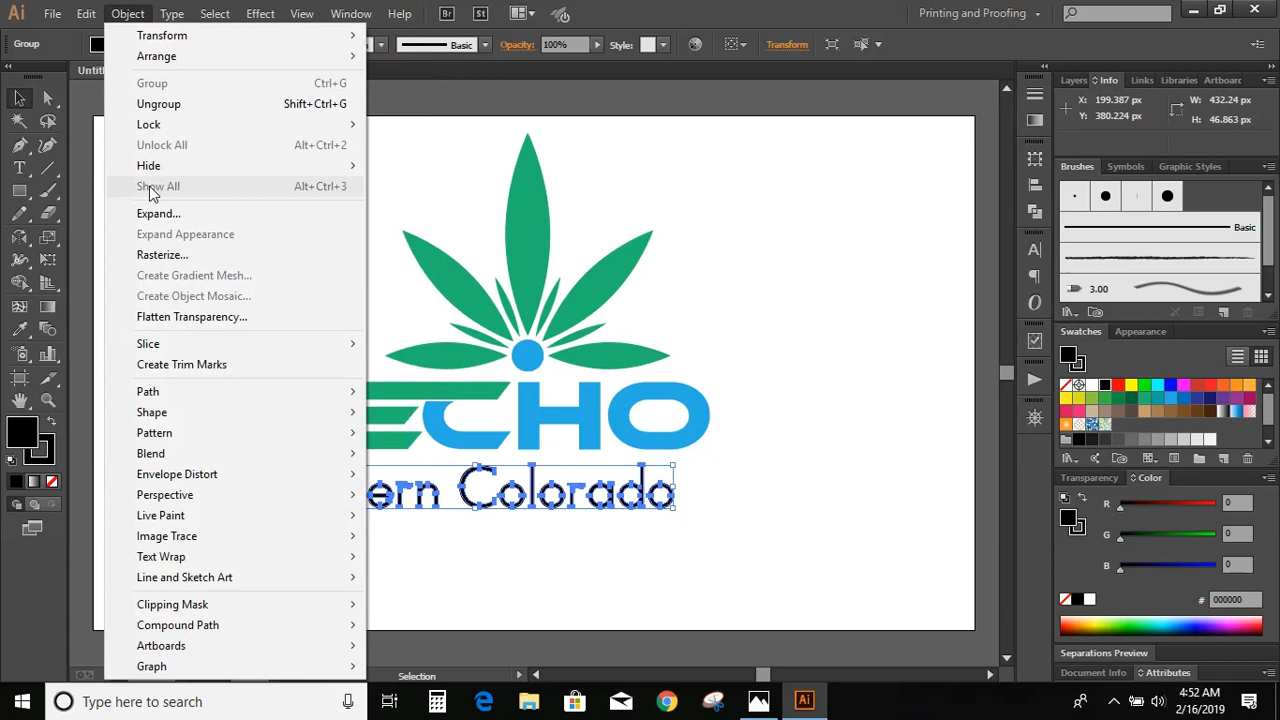 Ai File Edit Object Type Select Effect View Window Help Br St Printing and Proofing
Group Basic Opacity: 100% Style: Transform
Transform
Arrange
Group Ctrl+G
Ungroup Shift+Ctrl+G
Lock
Unlock All Alt+Ctrl+2
Hide
Show All Alt+Ctrl+3
Expand...
Expand Appearance
Rasterize...
Create Gradient Mesh...
Create Object Mosaic...
Flatten Transparency...
Slice
Create Trim Marks
Path
Shape
Pattern
Blend
Envelope Distort
Perspective
Live Paint
Image Trace
Text Wrap
Line and Sketch Art
Clipping Mask
Compound Path
Artboards
Graph
Untit
ECHO
ern Colorado
Selection
Layers Info Links Libraries Artboard
X: 199.387 px
Y: 380.224 px
W: 432.24 px
H: 46.863 px
Brushes Symbols Graphic Styles
Basic
3.00
Swatches Appearance
Transparency Color
R 0
G 0
B 0
# 000000
Separations Preview
Document Info Attributes
Type here to search
Ai
4:52 AM
2/16/2019